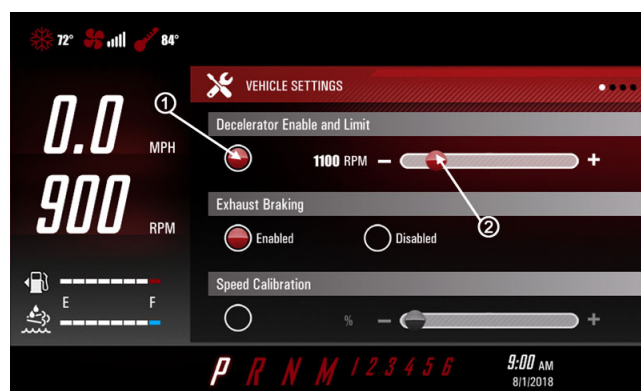 72° 84°
VEHICLE SETTINGS
1
Decelerator Enable and Limit
0.0 MPH
1100 RPM − +
900 RPM
Exhaust Braking
2
Enabled Disabled
Speed Calibration
E F
% − +
P R N M 1 2 3 4 5 6
9:00 AM
8/1/2018